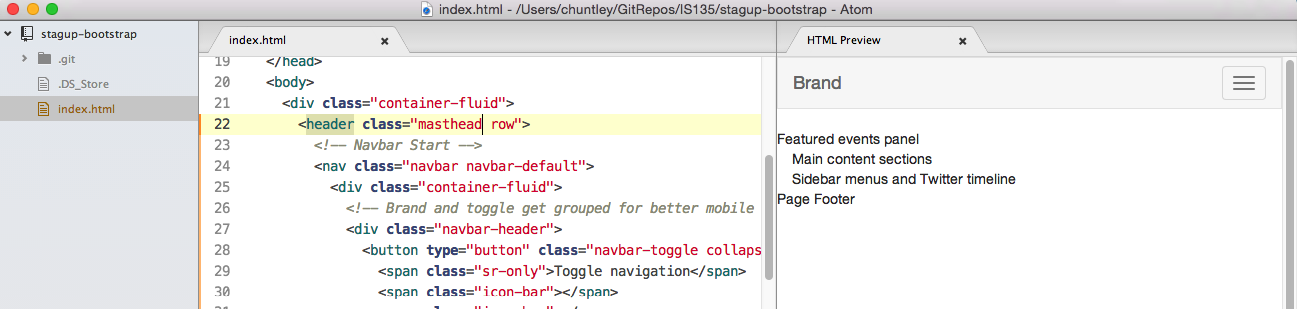 index.html - /Users/chuntley/GitRepos/IS135/stagup-bootstrap - Atom
stagup-bootstrap
.git
.DS_Store
index.html
index.html
19 </head>
20 <body>
21 <div class="container-fluid">
22 <header class="masthead row">
23 <!-- Navbar Start -->
24 <nav class="navbar navbar-default">
25 <div class="container-fluid">
26 <!-- Brand and toggle get grouped for better mobile
27 <div class="navbar-header">
28 <button type="button" class="navbar-toggle collaps
29 <span class="sr-only">Toggle navigation</span>
30 <span class="icon-bar"></span>
HTML Preview
Brand
Featured events panel
Main content sections
Sidebar menus and Twitter timeline
Page Footer